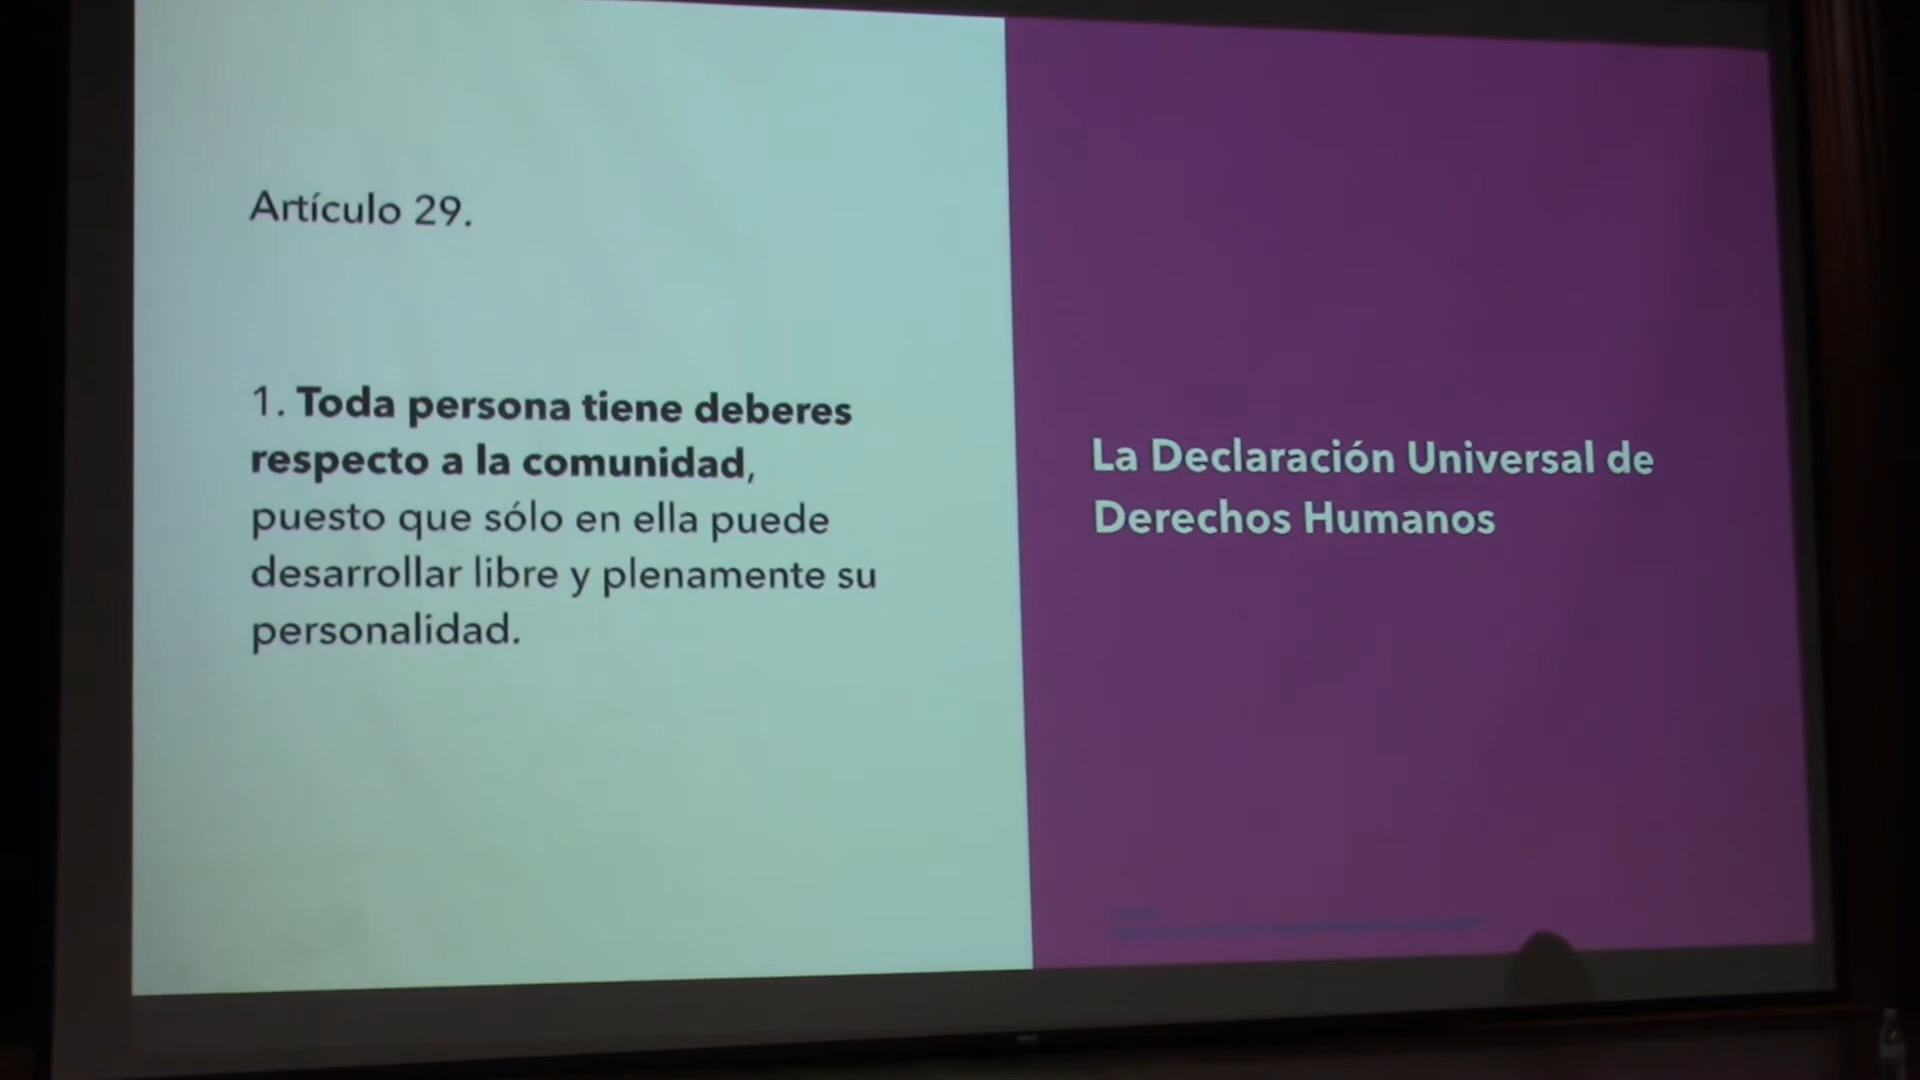 Artículo 29.
1. Toda persona tiene deberes
respecto a la comunidad,
puesto que sólo en ella puede
desarrollar libre y plenamente su
personalidad.
La Declaración Universal de
Derechos Humanos